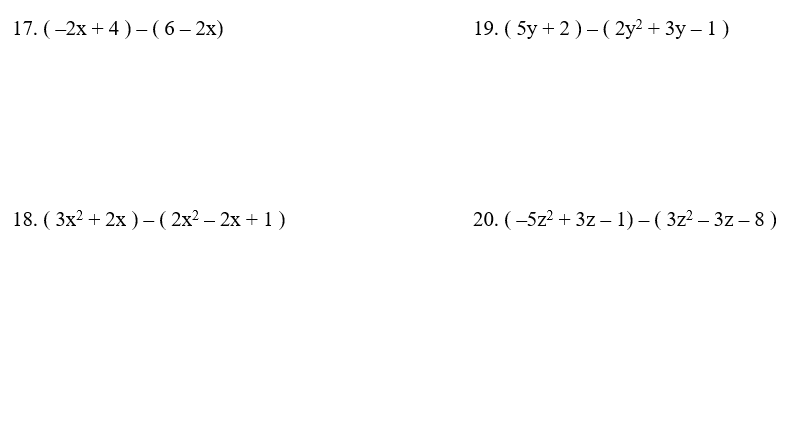 17. ( –2x + 4 ) – ( 6 – 2x)
19. ( 5y + 2 ) – ( 2y² + 3y – 1 )
18. ( 3x² + 2x ) – ( 2x² – 2x + 1 )
20. ( –5z² + 3z – 1) – ( 3z² – 3z – 8 )